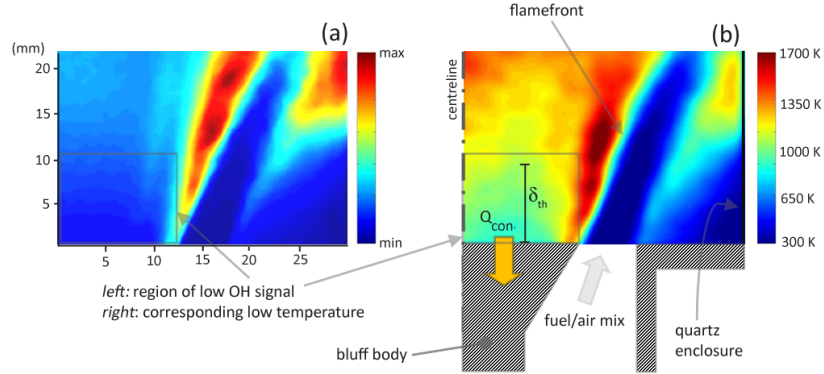 flamefront
(mm)
(a)
(b)
20
15
10
5
5
10
15
20
25
max
min
centreline
δth
Qcon.
1700 K
1350 K
1000 K
650 K
300 K
left: region of low OH signal
right: corresponding low temperature
fuel/air mix
bluff body
quartz
enclosure